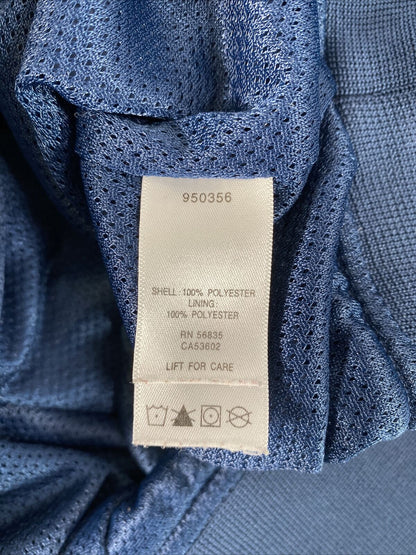 950356
SHELL: 100% POLYESTER
LINING:
100% POLYESTER
RN 56835
CA53602
LIFT FOR CARE